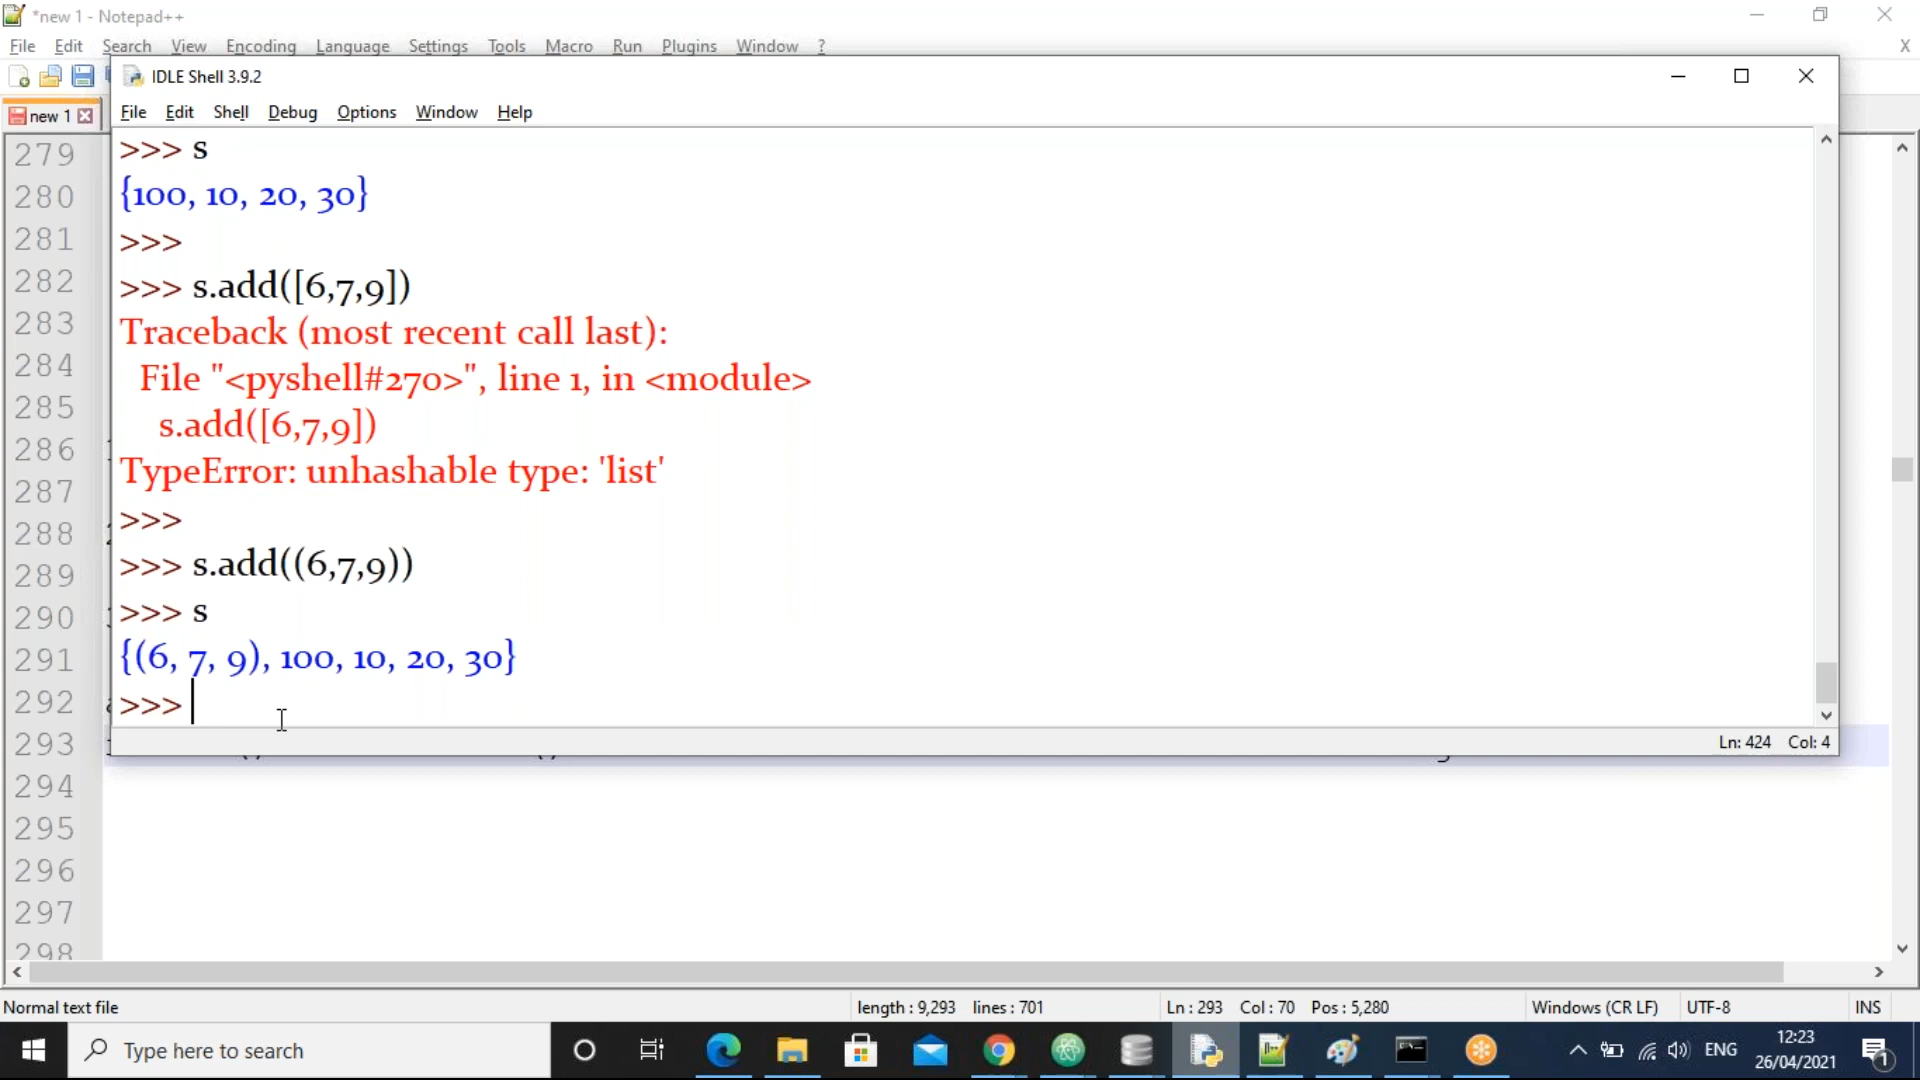 *new 1 - Notepad++
File Edit Search View Encoding Language Settings Tools Macro Run Plugins Window ?
X
IDLE Shell 3.9.2
new 1
File Edit Shell Debug Options Window Help
279
280
281
282
283
284
285
286
287
288
289
290
291
292
293
294
295
296
297
298
>>> s
{100, 10, 20, 30}
>>>
>>> s.add([6,7,9])
Traceback (most recent call last):
File "<pyshell#270>", line 1, in <module>
s.add([6,7,9])
TypeError: unhashable type: 'list'
>>>
>>> s.add((6,7,9))
>>> s
{(6, 7, 9), 100, 10, 20, 30}
>>>
Ln: 424 Col: 4
Normal text file length : 9,293 lines : 701 Ln : 293 Col : 70 Pos : 5,280 Windows (CR LF) UTF-8 INS
Type here to search
ENG
12:23
26/04/2021
1